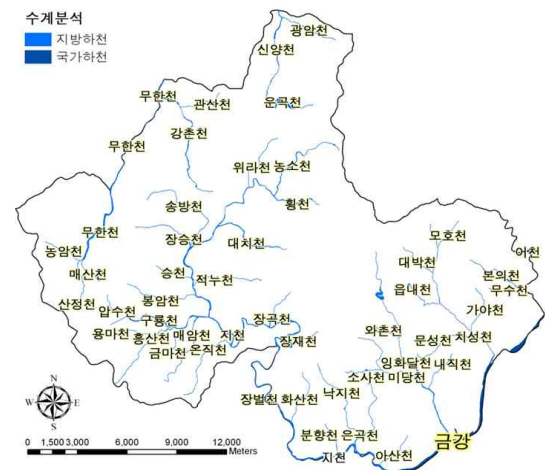 수계분석
지방하천
국가하천
광암천
신양천
운곡천
무한천
관산천
강촌천
무한천
위라천 농소천
횡천
송방천
무한천
장승천
대치천
농암천
매산천
승천
적누천
산정천
봉암천
압수천
구룡천
장곡천
용마천
흥산천
매암천
지천
금마천
온직천
장재천
모호천
어천
대박천
본의천
읍내천
무수천
가야천
와촌천
문성천
치성천
잉화달천
내직천
소사천
미당천
장벌천
화산천
낙지천
분향천
은곡천
지천
아산천
금강
N
W E
S
0 1,500 3,000 6,000 9,000 12,000
Meters